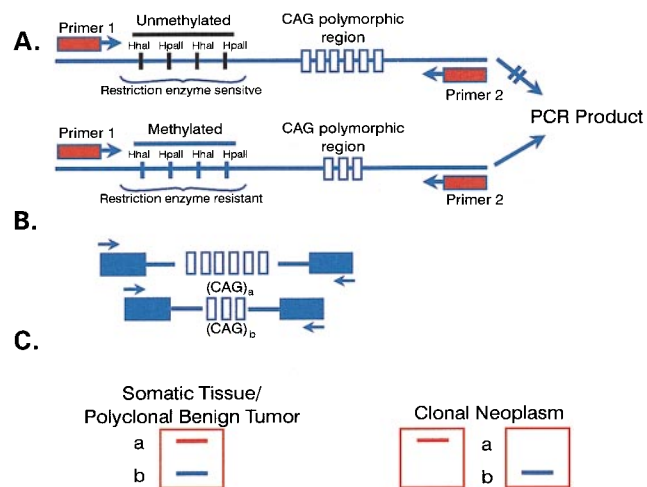 A.
Primer 1
Unmethylated
HhaI HpaII HhaI HpaII
Restriction enzyme sensitve
CAG polymorphic
region
Primer 2
PCR Product
Primer 1
Methylated
HhaI HpaII HhaI HpaII
Restriction enzyme resistant
CAG polymorphic
region
Primer 2
B.
(CAG)a
(CAG)b
C.
Somatic Tissue/
Polyclonal Benign Tumor
a
b
Clonal Neoplasm
a
b